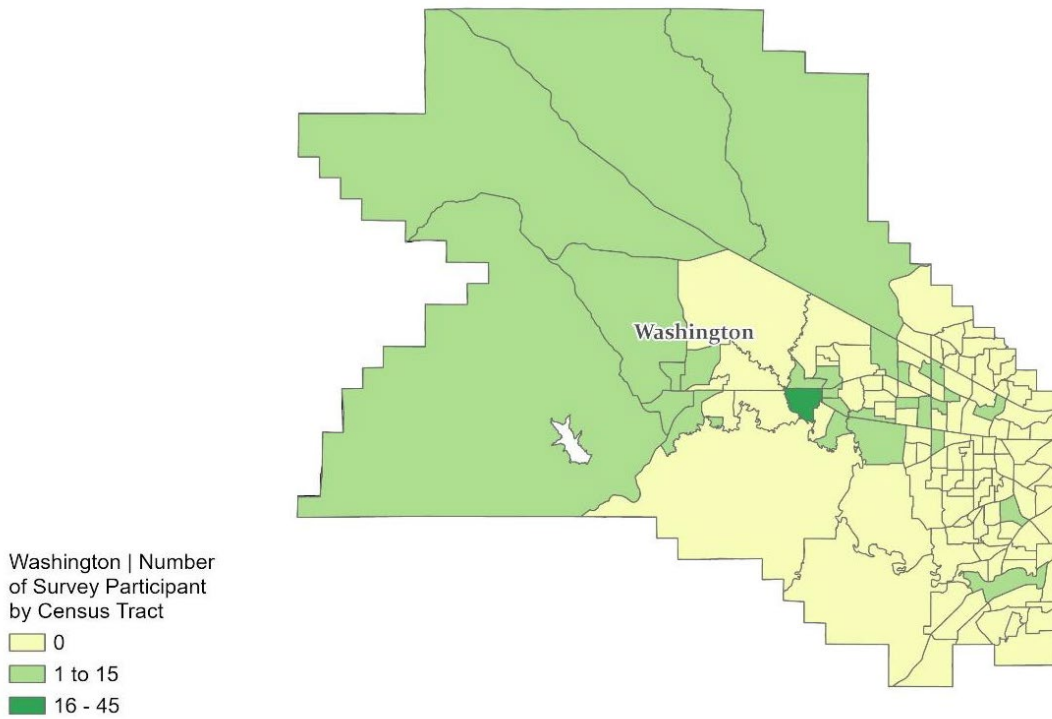 Washington
Washington | Number
of Survey Participant
by Census Tract
0
1 to 15
16 - 45